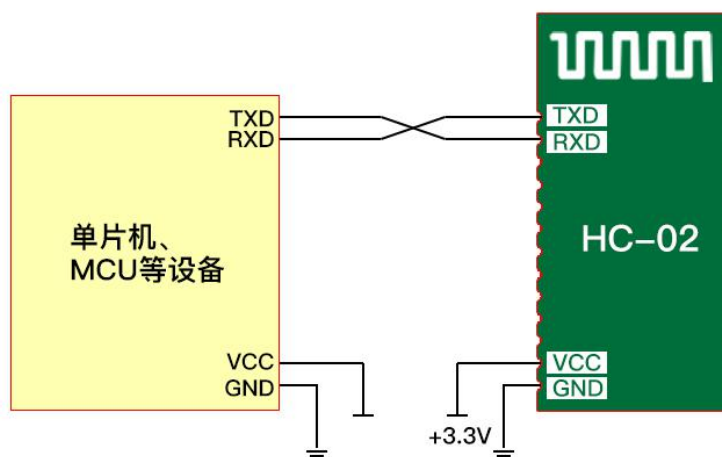 TXD
RXD
单片机、
MCU等设备
VCC
GND
TXD
RXD
HC-02
VCC
GND
+3.3V